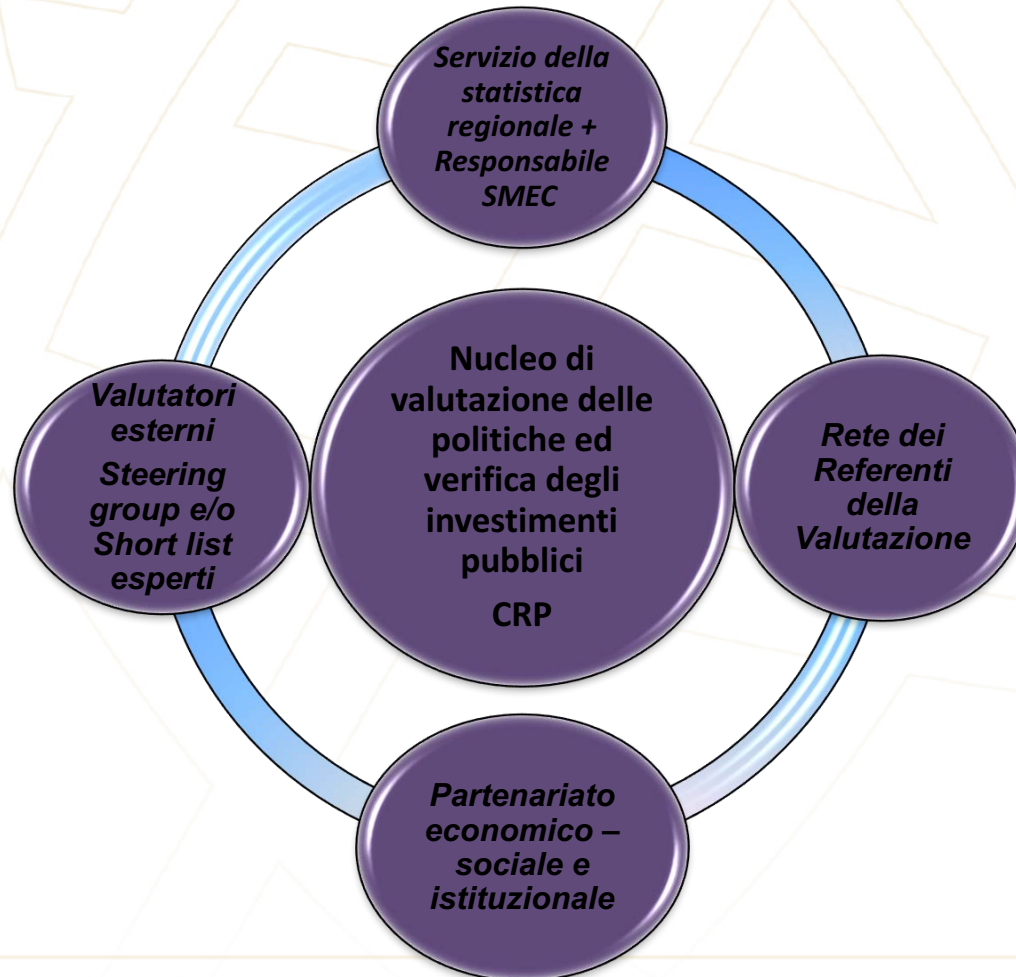 Servizio della
statistica
regionale +
Responsabile
SMEC
Nucleo di
valutazione delle
politiche ed
verifica degli
investimenti
pubblici
CRP
Valutatori
esterni
Steering
group e/o
Short list
esperti
Rete dei
Referenti
della
Valutazione
Partenariato
economico –
sociale e
istituzionale